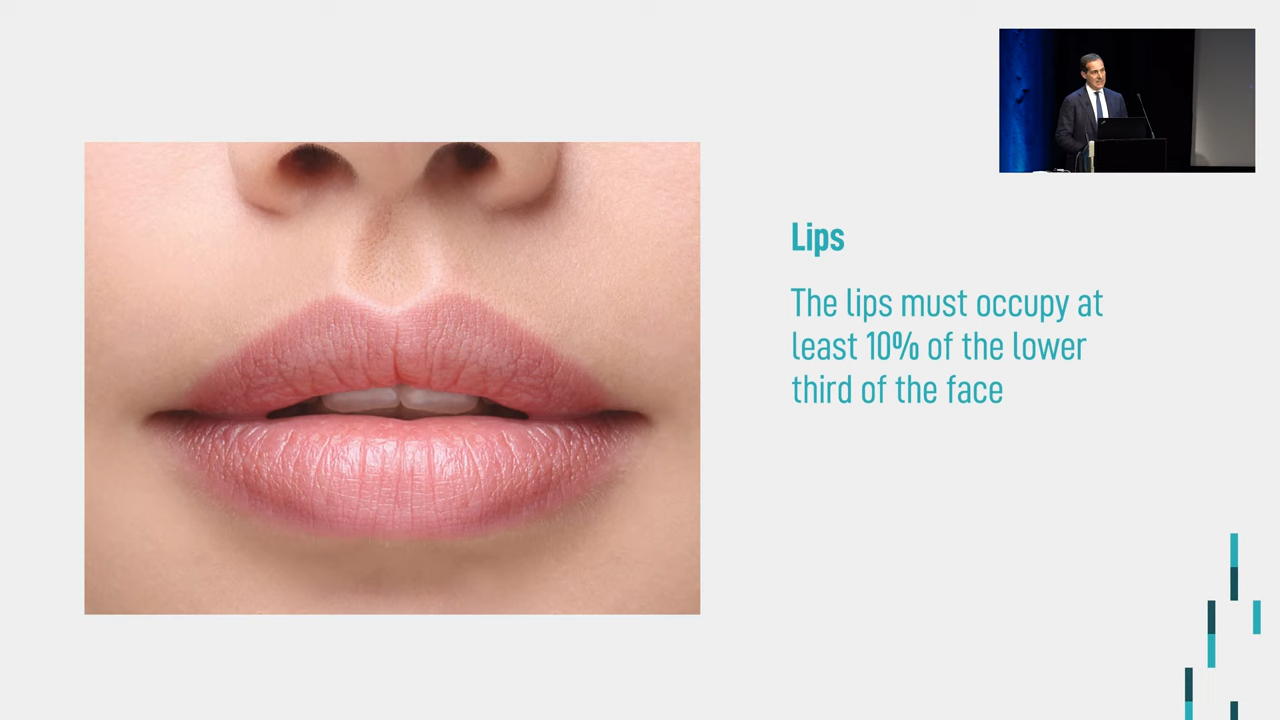 Lips
The lips must occupy at
least 10% of the lower
third of the face